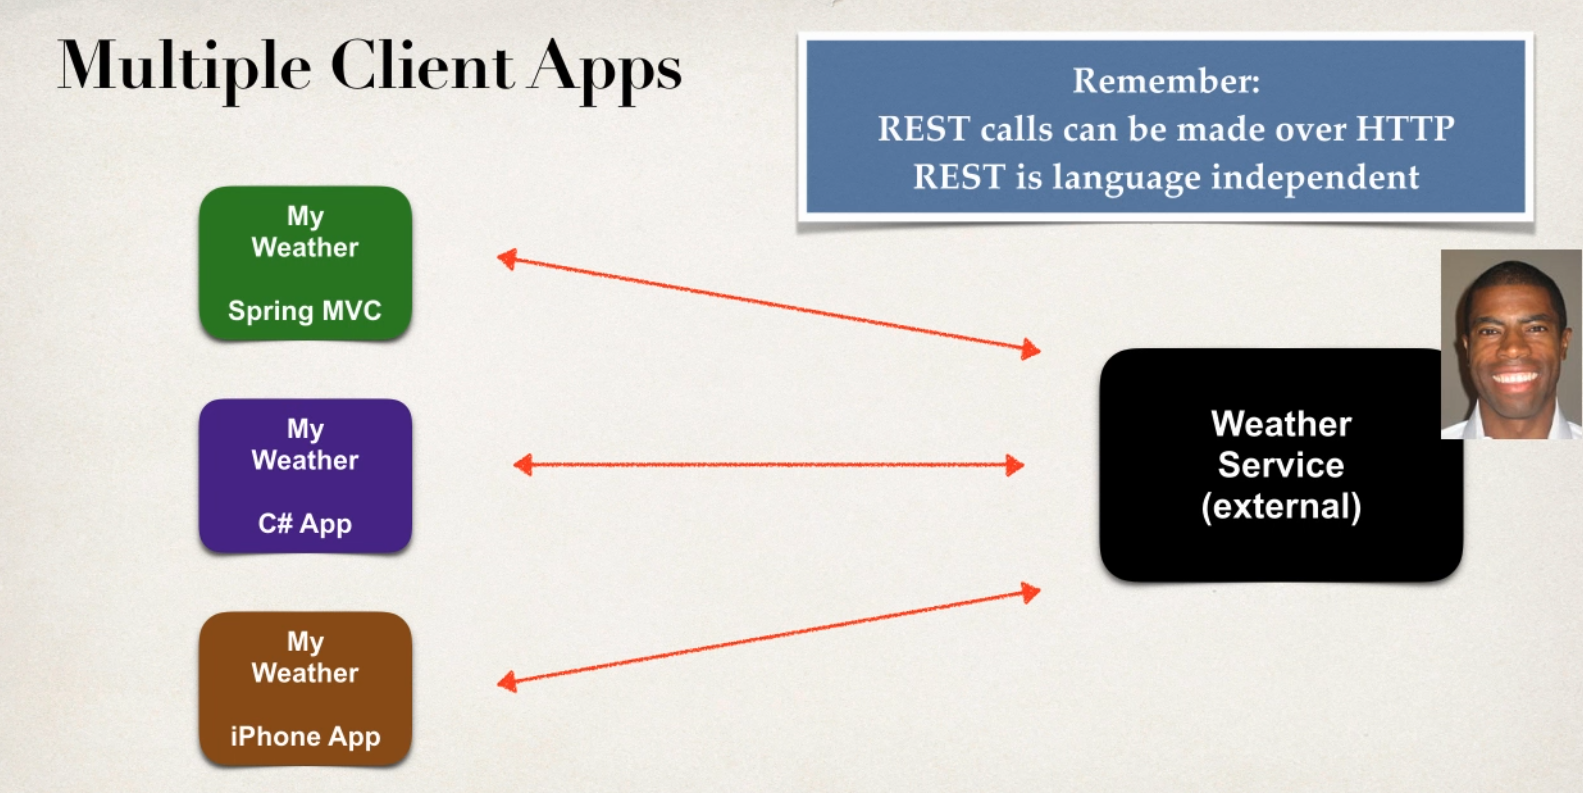 Multiple Client Apps
Remember:
REST calls can be made over HTTP
REST is language independent
My
Weather
Spring MVC
My
Weather
C# App
My
Weather
iPhone App
Weather
Service
(external)